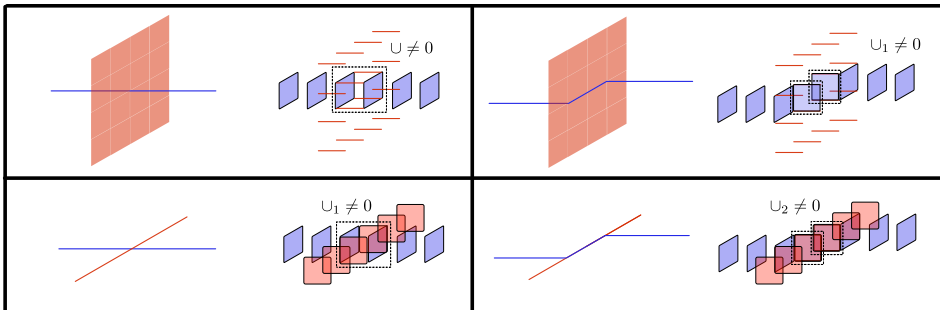 ∪ ≠ 0
∪₁ ≠ 0
∪₁ ≠ 0
∪₂ ≠ 0